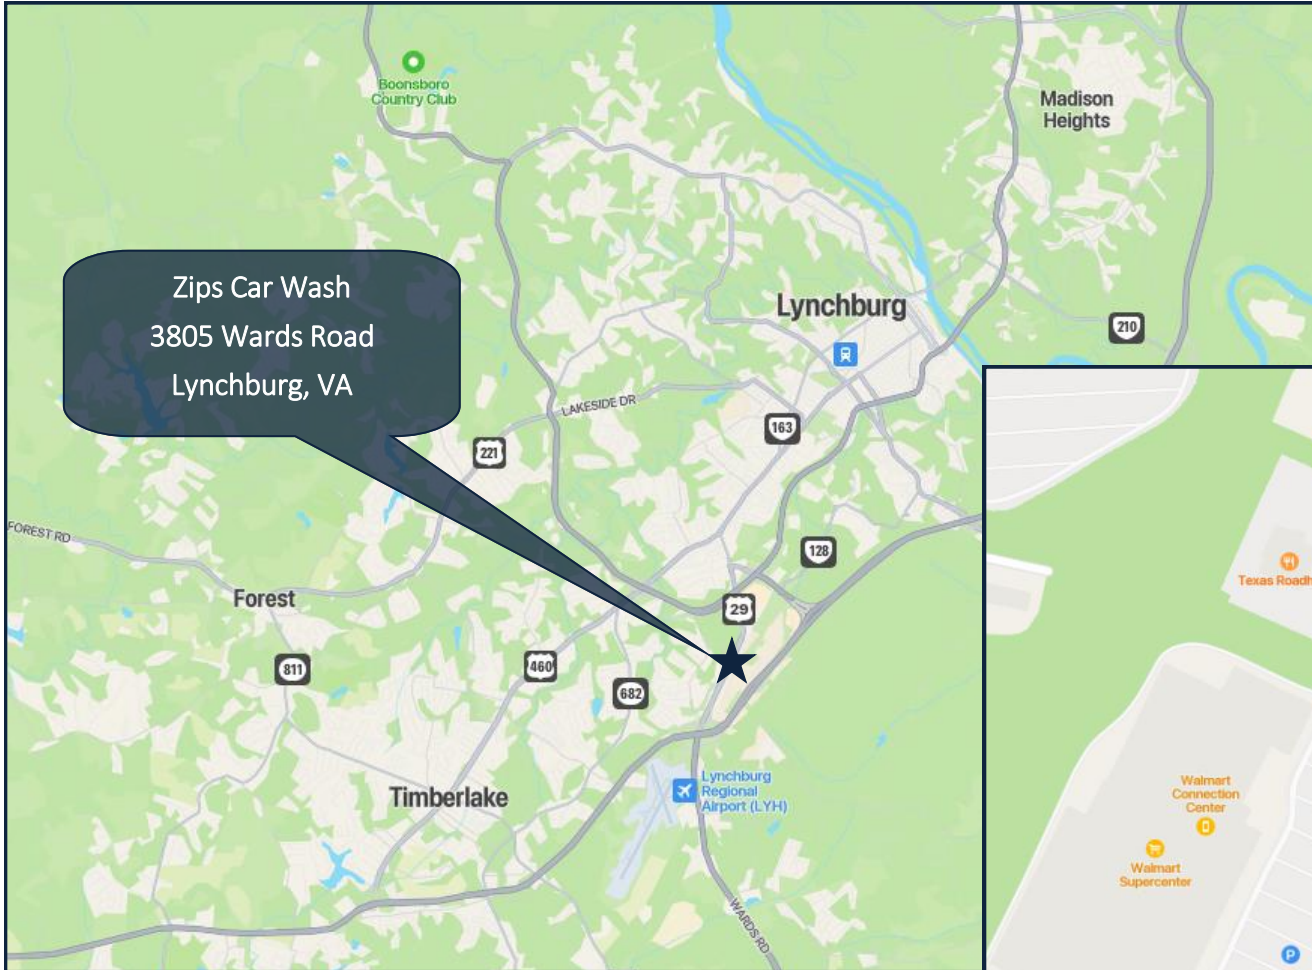 Boonsboro
Country Club
Madison
Heights
Zips Car Wash
3805 Wards Road
Lynchburg, VA
Lynchburg
210
LAKESIDE DR
163
221
FOREST RD
128
Texas Roadh
Forest
29
811
460
682
Lynchburg
Regional
Airport (LYH)
Timberlake
Walmart
Connection
Center
Walmart
Supercenter
WARDS RD
P